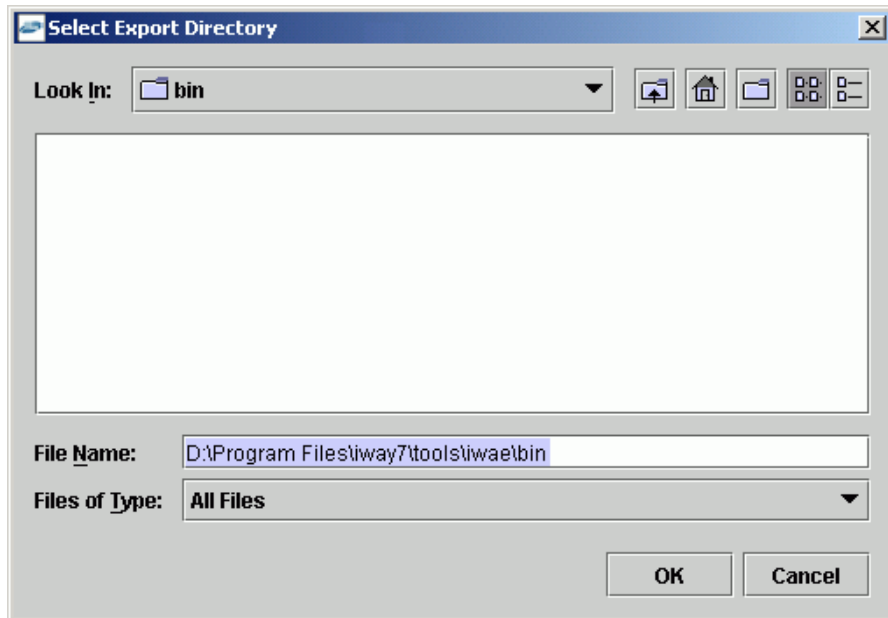 Select Export Directory
Look In: bin
File Name: D:\Program Files\iway7\tools\iwae\bin
Files of Type: All Files
OK Cancel